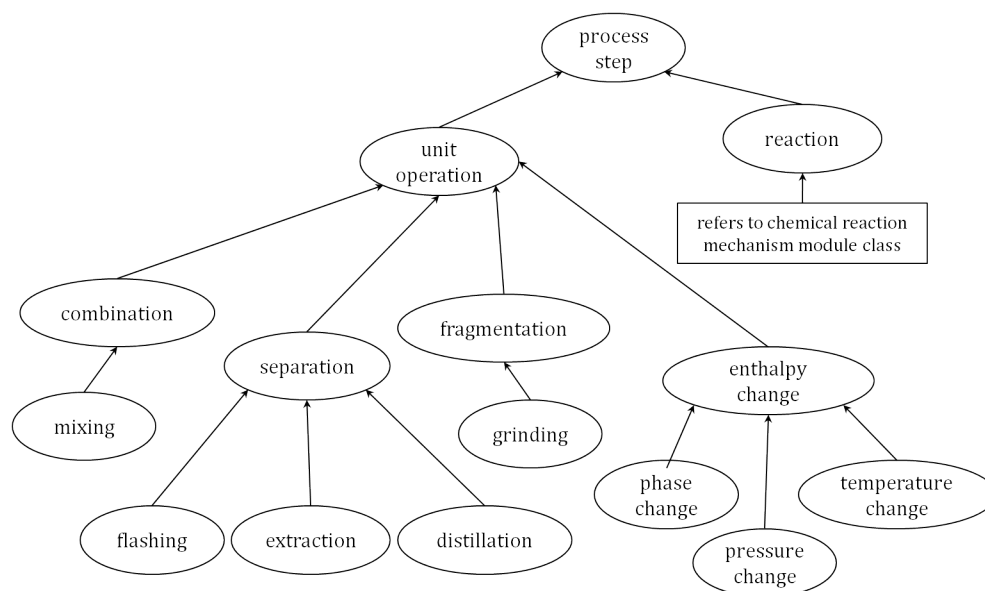 process
step
reaction
unit
operation
refers to chemical reaction
mechanism module class
combination
fragmentation
separation
enthalpy
change
mixing
grinding
phase
change
temperature
change
flashing
extraction
distillation
pressure
change